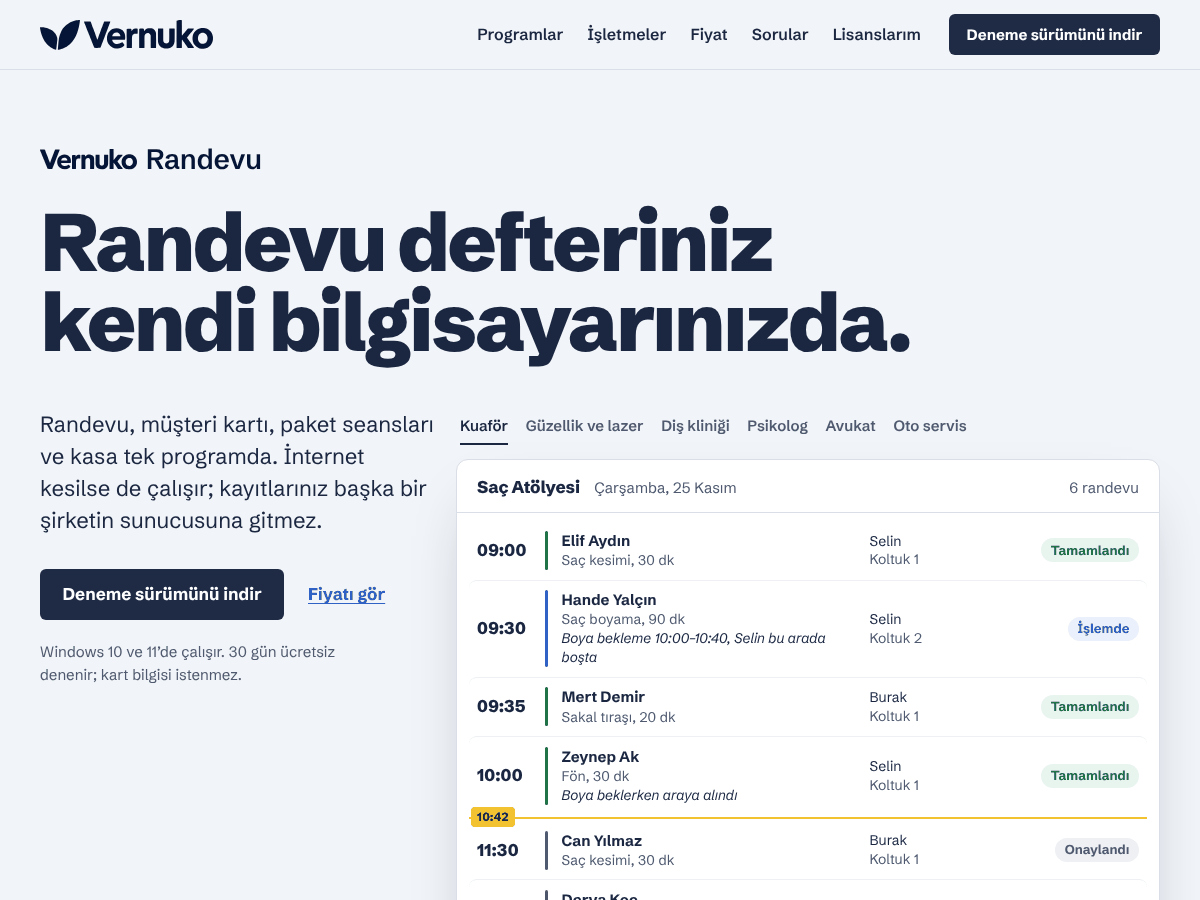 Vernuko
Programlar
İşletmeler
Fiyat
Sorular
Lisanslarım
Deneme sürümünü indir
Vernuko Randevu
Randevu defteriniz
kendi bilgisayarınızda.
Randevu, müşteri kartı, paket seansları
ve kasa tek programda. İnternet
kesilse de çalışır; kayıtlarınız başka bir
şirketin sunucusuna gitmez.
Deneme sürümünü indir
Fiyatı gör
Windows 10 ve 11’de çalışır. 30 gün ücretsiz
denenir; kart bilgisi istenmez.
Kuaför
Güzellik ve lazer
Diş kliniği
Psikolog
Avukat
Oto servis
Saç Atölyesi
Çarşamba, 25 Kasım
6 randevu
09:00
Elif Aydın
Saç kesimi, 30 dk
Selin
Koltuk 1
Tamamlandı
09:30
Hande Yalçın
Saç boyama, 90 dk
Boya bekleme 10:00–10:40, Selin bu arada
boşta
Selin
Koltuk 2
İşlemde
09:35
Mert Demir
Sakal tıraşı, 20 dk
Burak
Koltuk 1
Tamamlandı
10:00
Zeynep Ak
Fön, 30 dk
Boya beklerken araya alındı
Selin
Koltuk 1
Tamamlandı
10:42
11:30
Can Yılmaz
Saç kesimi, 30 dk
Burak
Koltuk 1
Onaylandı